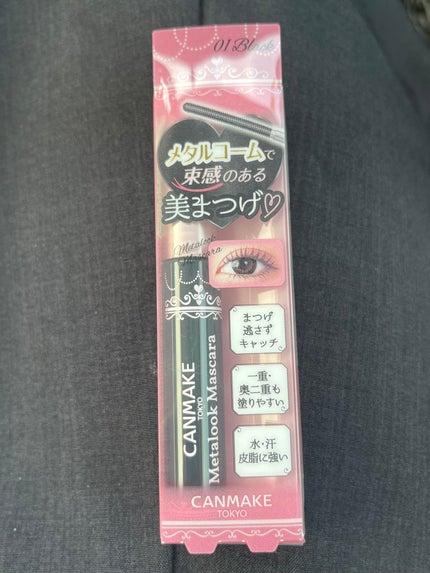 01 Black
メタルコームで
束感のある
美まつげ♡
Metalook
Mascara
まつげ
逃さず
キャッチ
一重・
奥二重も
塗りやすい
水・汗
皮脂に強い
CANMAKE
TOKYO
Metalook Mascara
CANMAKE
TOKYO